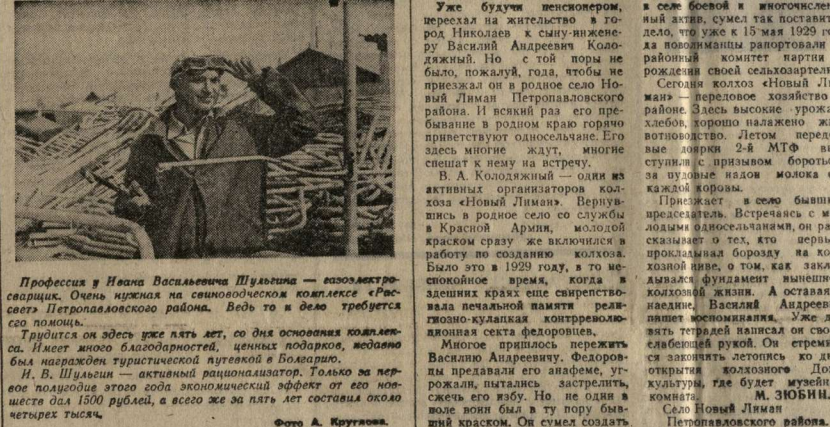 Профессия у Ивана Васильевича Шульгина — газоэлектро-
сварщик. Очень нужная на свиноводческом комплексе «Рас-
свет» Петропавловского района. Ведь то и дело требуется
его помощь.
Трудится он здесь уже пять лет, со дня основания комплек-
са. Имеет много благодарностей, ценных подарков, недавно
был награжден туристической путевкой в Болгарию.
И. В. Шульгин — активный рационализатор. Только за пер-
вое полугодие этого года экономический эффект от его нов-
шеств дал 1500 рублей, а всего же за пять лет составил около
четырех тысяч.
Фото А. Круглова.
Уже будучи пенсионером,
переехал на жительство в го-
род Николаев к сыну-инжене-
ру Василий Андреевич Коло-
дяжный. Но с той поры не
было, пожалуй, года, чтобы не
приезжал он в родное село Но-
вый Лиман Петропавловского
района. И всякий раз его пре-
бывание в родном краю горячо
приветствуют односельчане. Его
здесь многие ждут, многие
спешат к нему на встречу.
В. А. Колодяжный — один из
активных организаторов кол-
хоза «Новый Лиман». Вернув-
шись в родное село со службы
в Красной Армии, молодой
краском сразу же включился в
работу по созданию колхоза.
Было это в 1929 году, в то не-
спокойное время, когда в
здешних краях еще свирепство-
вала печальной памяти рели-
гиозно-кулацкая контрреволю-
ционная секта федоровцев.
Многое пришлось пережить
Василию Андреевичу. Федоров-
цы предавали его анафеме, уг-
рожали, пытались застрелить,
сжечь его избу. Но не один в
поле воин был в ту пору быв-
ший краском. Он сумел создать
в селе боевой и многочислен
ный актив, сумел так поставит
дело, что уже к 15 мая 1929 го
да поволиманцы рапортовали
районный комитет партии
рождении своей сельхозартели
Сегодня колхоз «Новый Ли
ман» — передовое хозяйство
районе. Здесь высокие урожа
хлебов, хорошо налажено жи
вотноводство. Летом перед
вые доярки 2-й МТФ вы
ступили с призывом бороть
за пудовые надои молока
каждой коровы.
Приезжает в село бывши
председатель. Встречаясь с м
лодыми односельчанами, он ра
сказывает о тех, кто первы
прокладывал борозду на ко
хозной ниве, о том, как закл
дывался фундамент нынешн
колхозной жизни. А оставая
наедине, Василий Андреев
пишет воспоминания. Уже д
вять тетрадей написал он сво
слабеющей рукой. Он стреми
ся закончить летопись ко дн
открытия колхозного До
культуры, где будет музейн
комната. М. ЗЮБИН.
Село Новый Лиман
Петропавловского района.